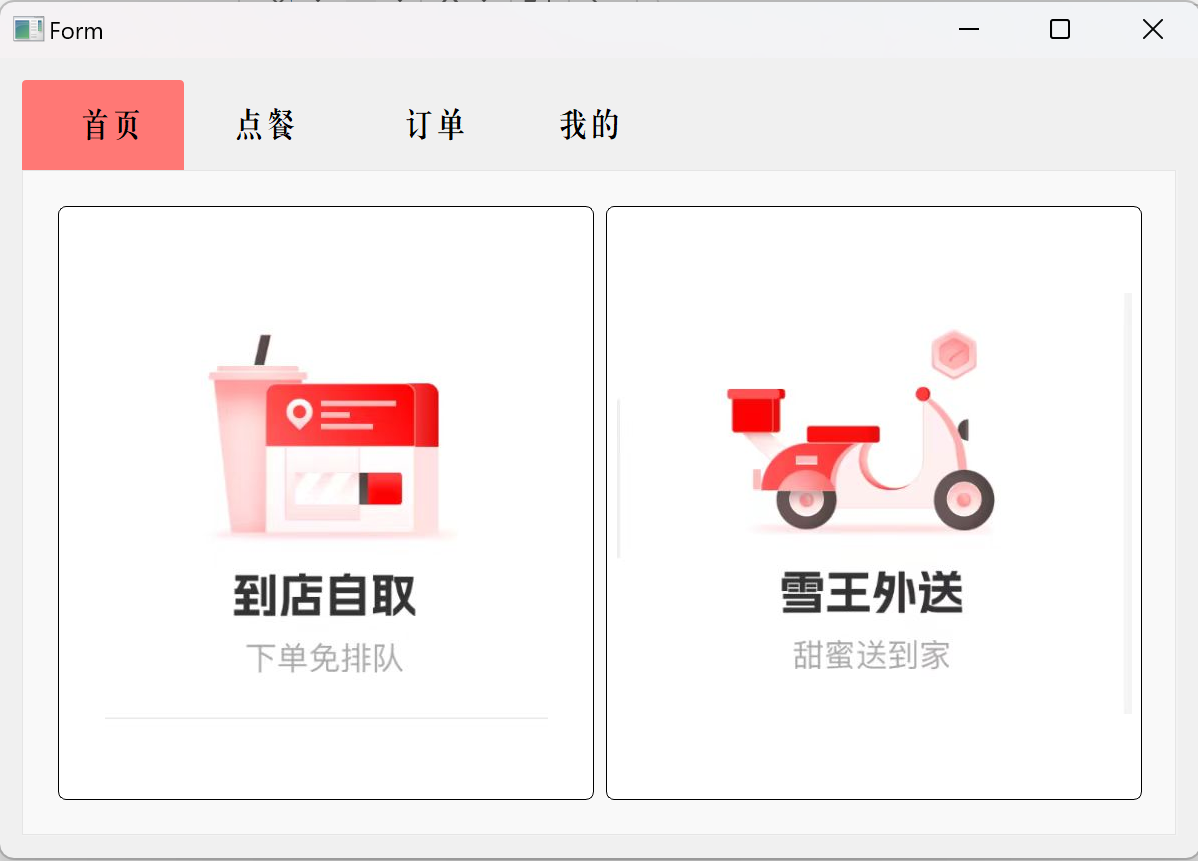 Form
首页 点餐 订单 我的
到店自取
下单免排队
雪王外送
甜蜜送到家